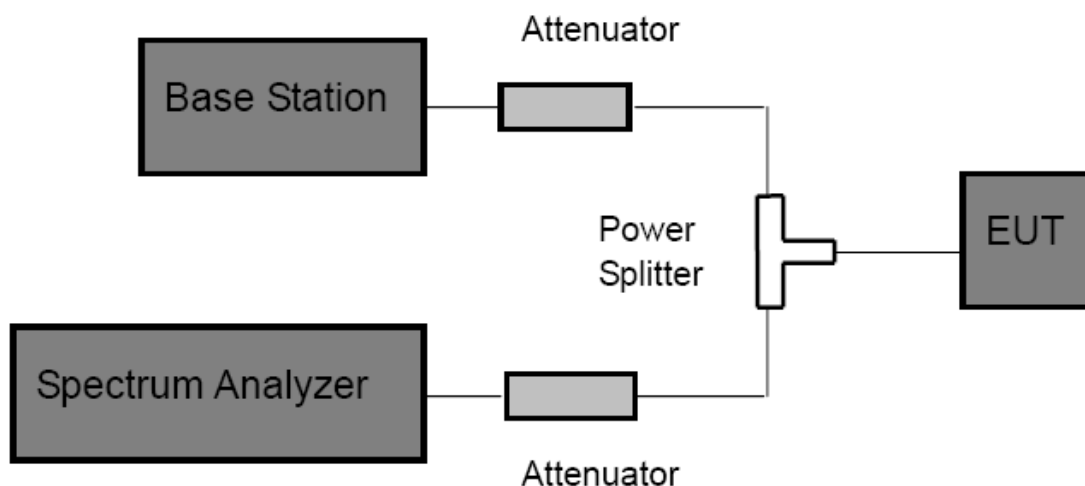 Attenuator
Base Station
Power
Splitter
EUT
Spectrum Analyzer
Attenuator